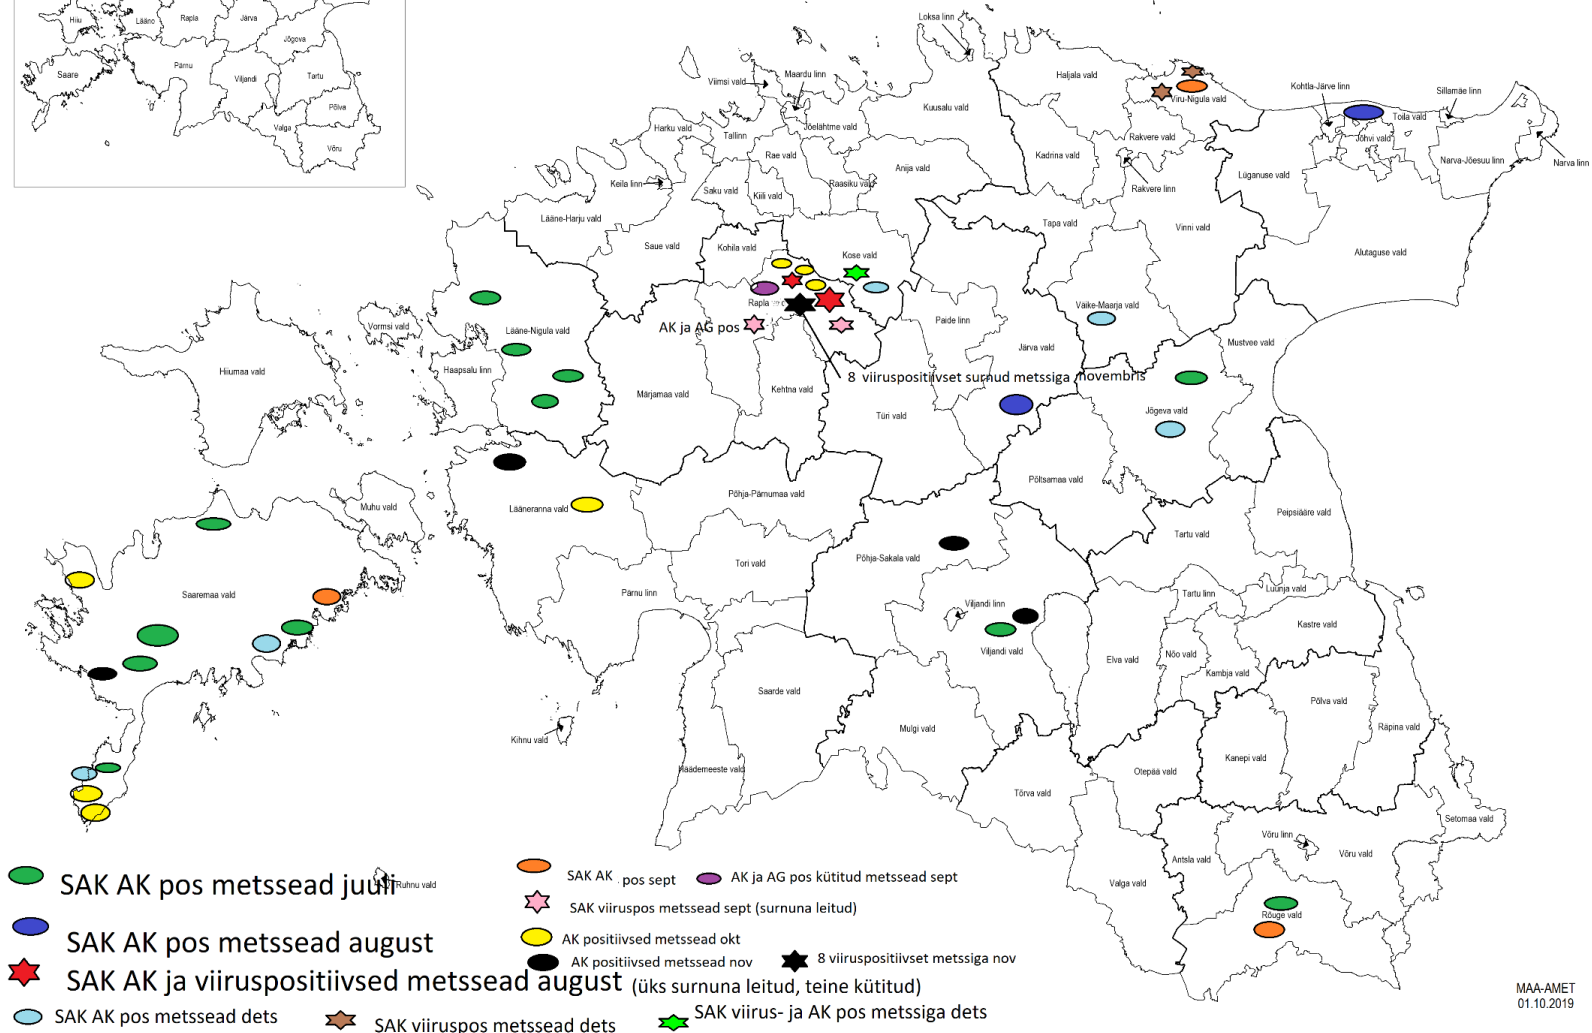 Hiiu
Lääne
Rapla
Järva
Jõgova
Saare
Pärnu
Viljandi
Tartu
Põlva
Valga
Võru
Loksa linn
Viimsi vald
Maardu linn
Haljala vald
Kuusalu vald
Viru-Nigula vald
Kohtla-Järve linn
Sillamäe linn
Toila vald
Harku vald
Tallinn
Jõelähtme vald
Rakvere vald
Jõhvi vald
Rae vald
Kadrina vald
Narva-Jõesuu linn
Narva linn
Anija vald
Keila linn
Saku vald
Kiili vald
Raasiku vald
Rakvere linn
Lüganuse vald
Lääne-Harju vald
Tapa vald
Vinni vald
Saue vald
Kohila vald
Kose vald
Alutaguse vald
Rapla
Väike-Maarja vald
Vormsi vald
Lääne-Nigula vald
AK ja AG pos
Paide linn
Järva vald
Mustvee vald
Hiiumaa vald
Haapsalu linn
8 viiruspositiivset surnud metssiga novembris
Märjamaa vald
Kehtna vald
Türi vald
Jõgeva vald
Põltsamaa vald
Põhja-Pärnumaa vald
Muhu vald
Lääneranna vald
Peipsiääre vald
Tartu vald
Põhja-Sakala vald
Tori vald
Saaremaa vald
Pärnu linn
Luunja vald
Tartu linn
Viljandi linn
Kastre vald
Viljandi vald
Elva vald
Nõo vald
Kambja vald
Saarde vald
Põlva vald
Mulgi vald
Räpina vald
Kihnu vald
Kanepi vald
Häädemeeste vald
Otepää vald
Tõrva vald
Setomaa vald
Võru linn
Antsla vald
Võru vald
Valga vald
Ruhnu vald
Rõuge vald
SAK AK pos metssead juuli
SAK AK pos metssead august
SAK AK ja viiruspositiivsed metssead august (üks surnuna leitud, teine kütitud)
SAK AK pos metssead dets
SAK viiruspos metssead dets
SAK viirus- ja AK pos metssiga dets
SAK AK pos sept
AK ja AG pos kütitud metssead sept
SAK viiruspos metssead sept (surnuna leitud)
AK positiivsed metssead okt
AK positiivsed metssead nov
8 viiruspositiivset metssiga nov
MAA-AMET
01.10.2019